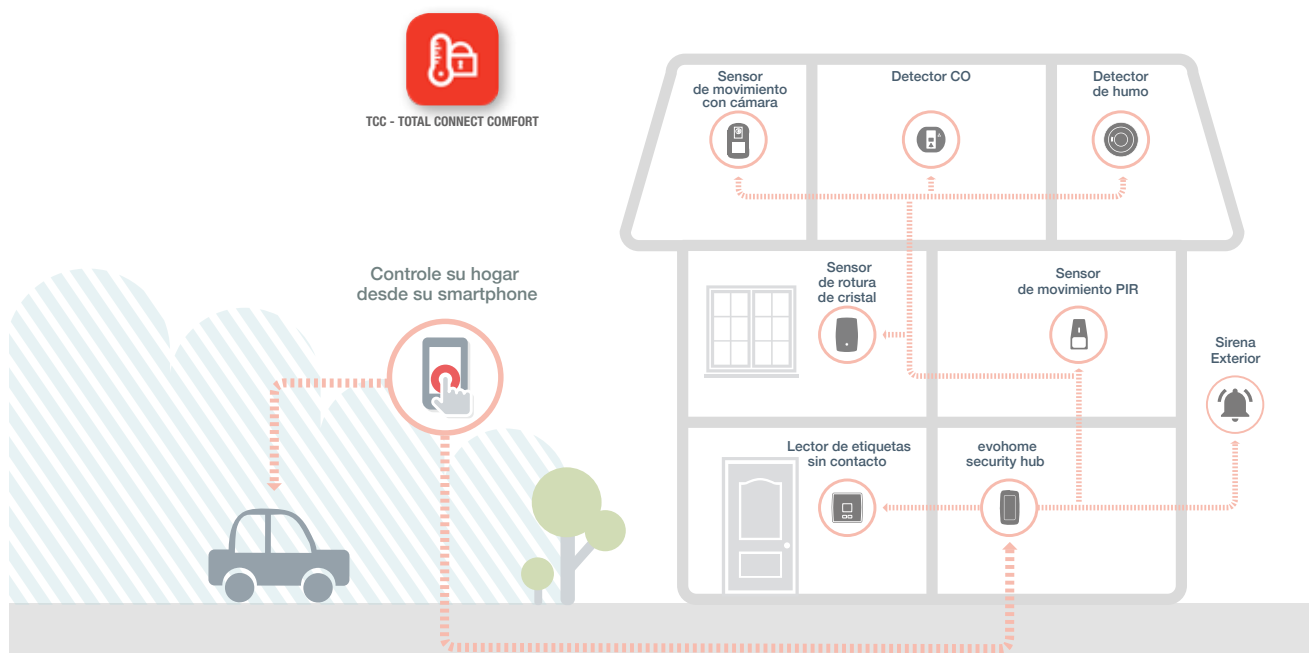 TCC - TOTAL CONNECT COMFORT
Sensor
de movimiento
con cámara
Detector CO
Detector
de humo
Controle su hogar
desde su smartphone
Sensor
de rotura
de cristal
Sensor
de movimiento PIR
Sirena
Exterior
Lector de etiquetas
sin contacto
evohome
security hub